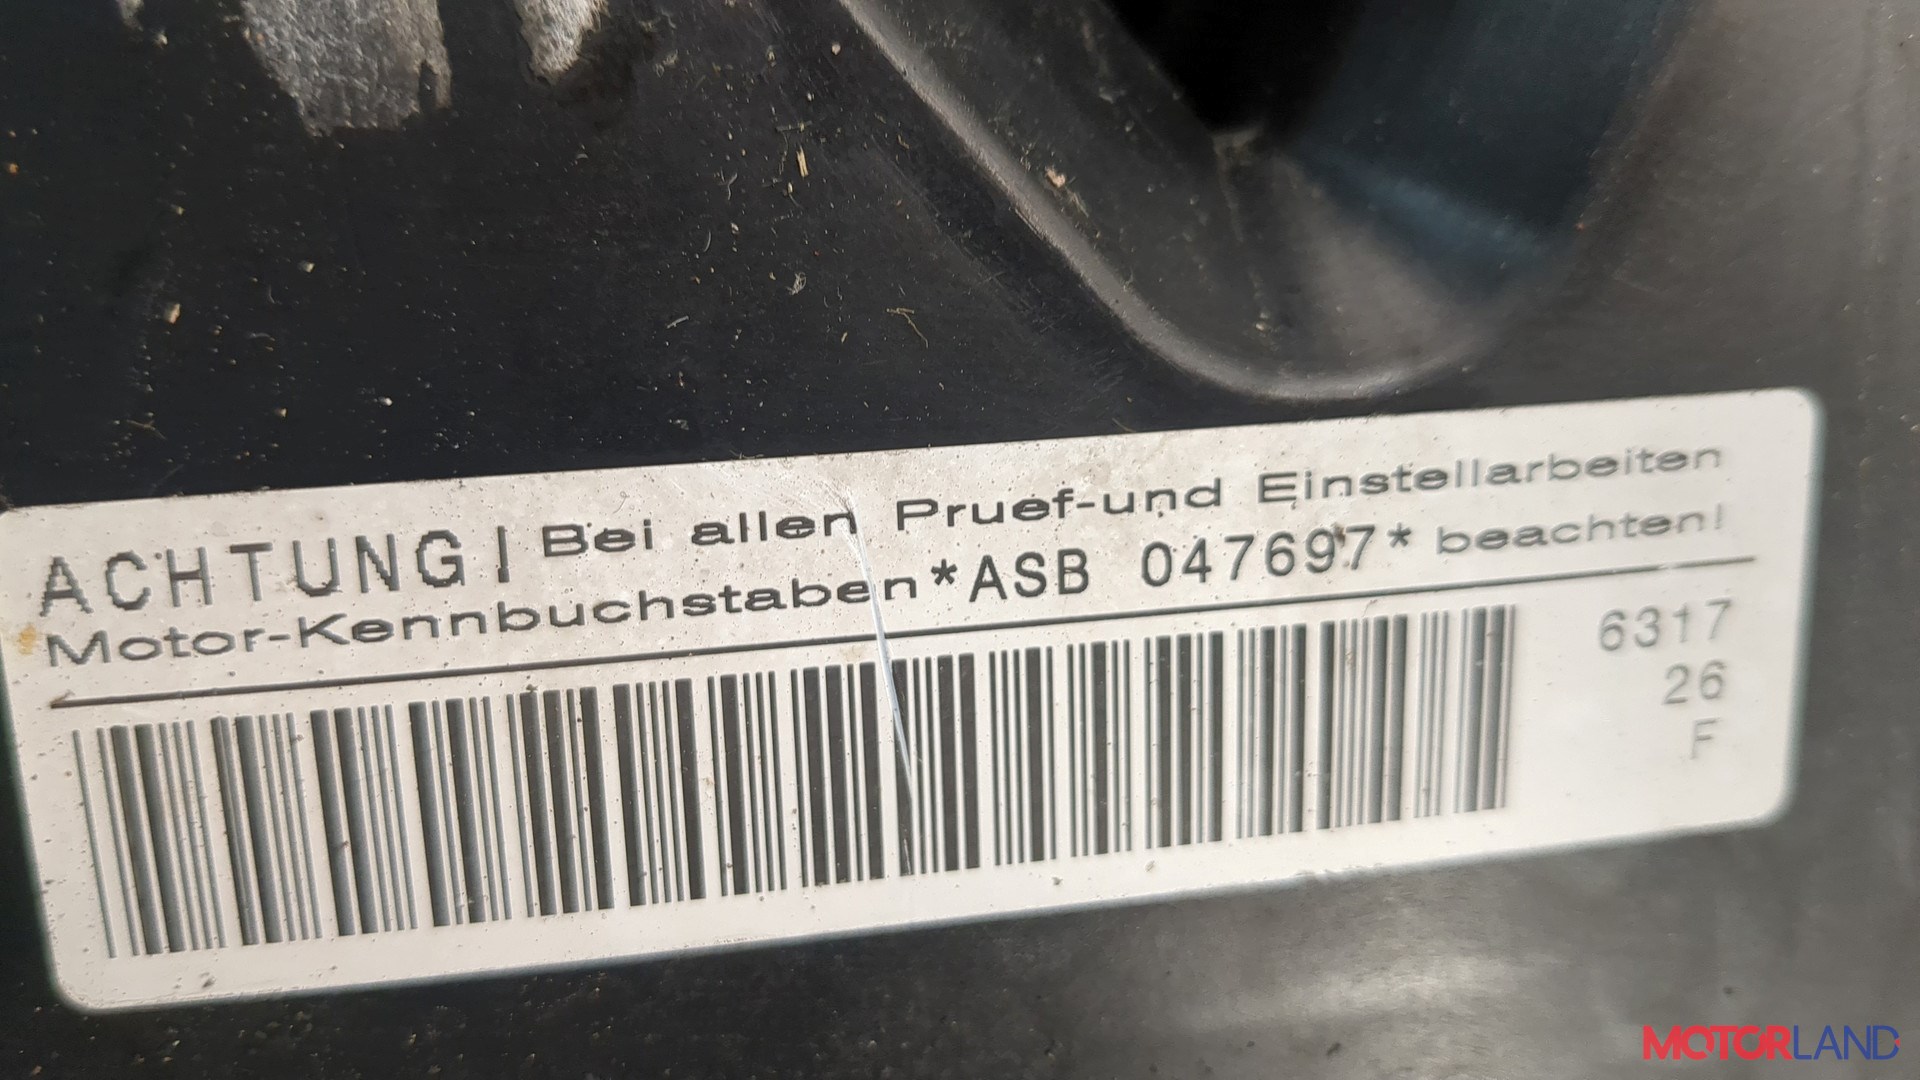 ACHTUNG! Bei allen Pruef-und Einstellarbeiten
Motor-Kennbuchstaben *ASB 047697* beachten!
6317
26
F
MOTORLAND